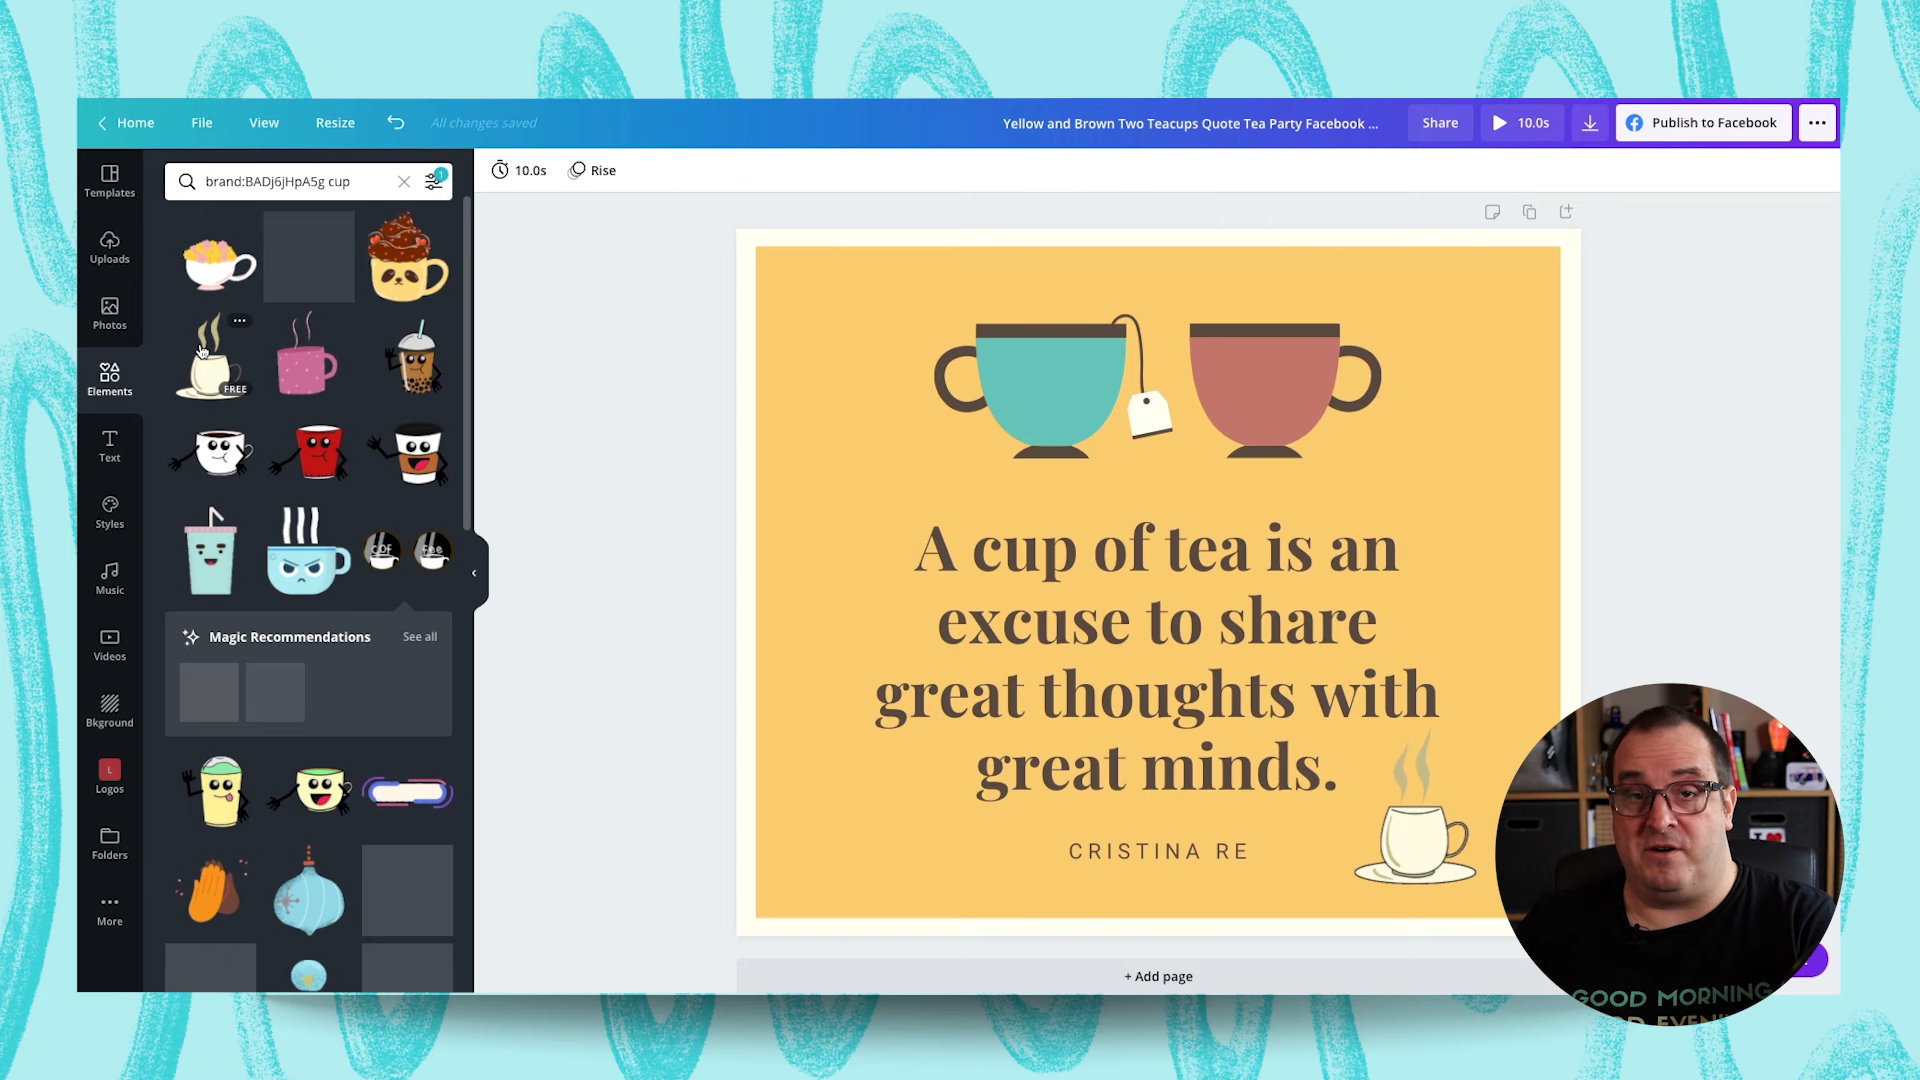 Home
File
View
Resize
All changes saved
Yellow and Brown Two Teacups Quote Tea Party Facebook ...
Share
10.0s
Publish to Facebook
Templates
Uploads
Photos
Elements
Text
Styles
Music
Videos
Bkground
L
Logos
Folders
More
brand:BADj6jHpA5g cup
1
10.0s
Rise
FREE
COf
fee
Magic Recommendations
See all
A cup of tea is an
excuse to share
great thoughts with
great minds.
CRISTINA RE
+ Add page
GOOD MORNING